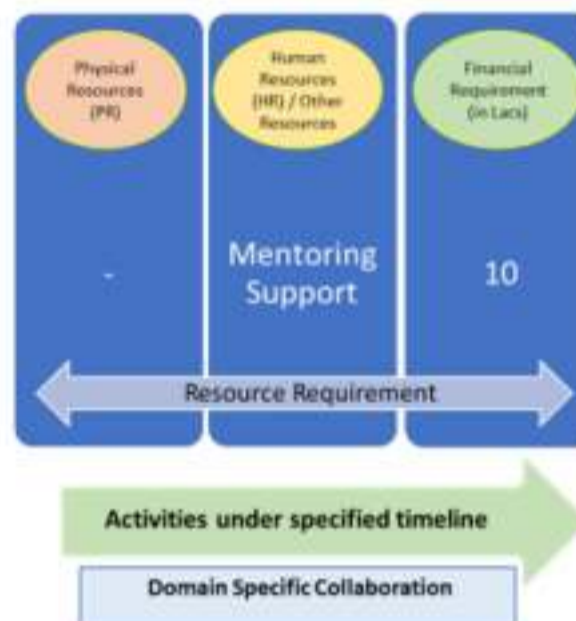 Physical
Resources
(PR)
Human
Resources
(HR) / Other
Resources
Financial
Requirement
(in Lacs)
-
Mentoring
Support
10
Resource Requirement
Activities under specified timeline
Domain Specific Collaboration